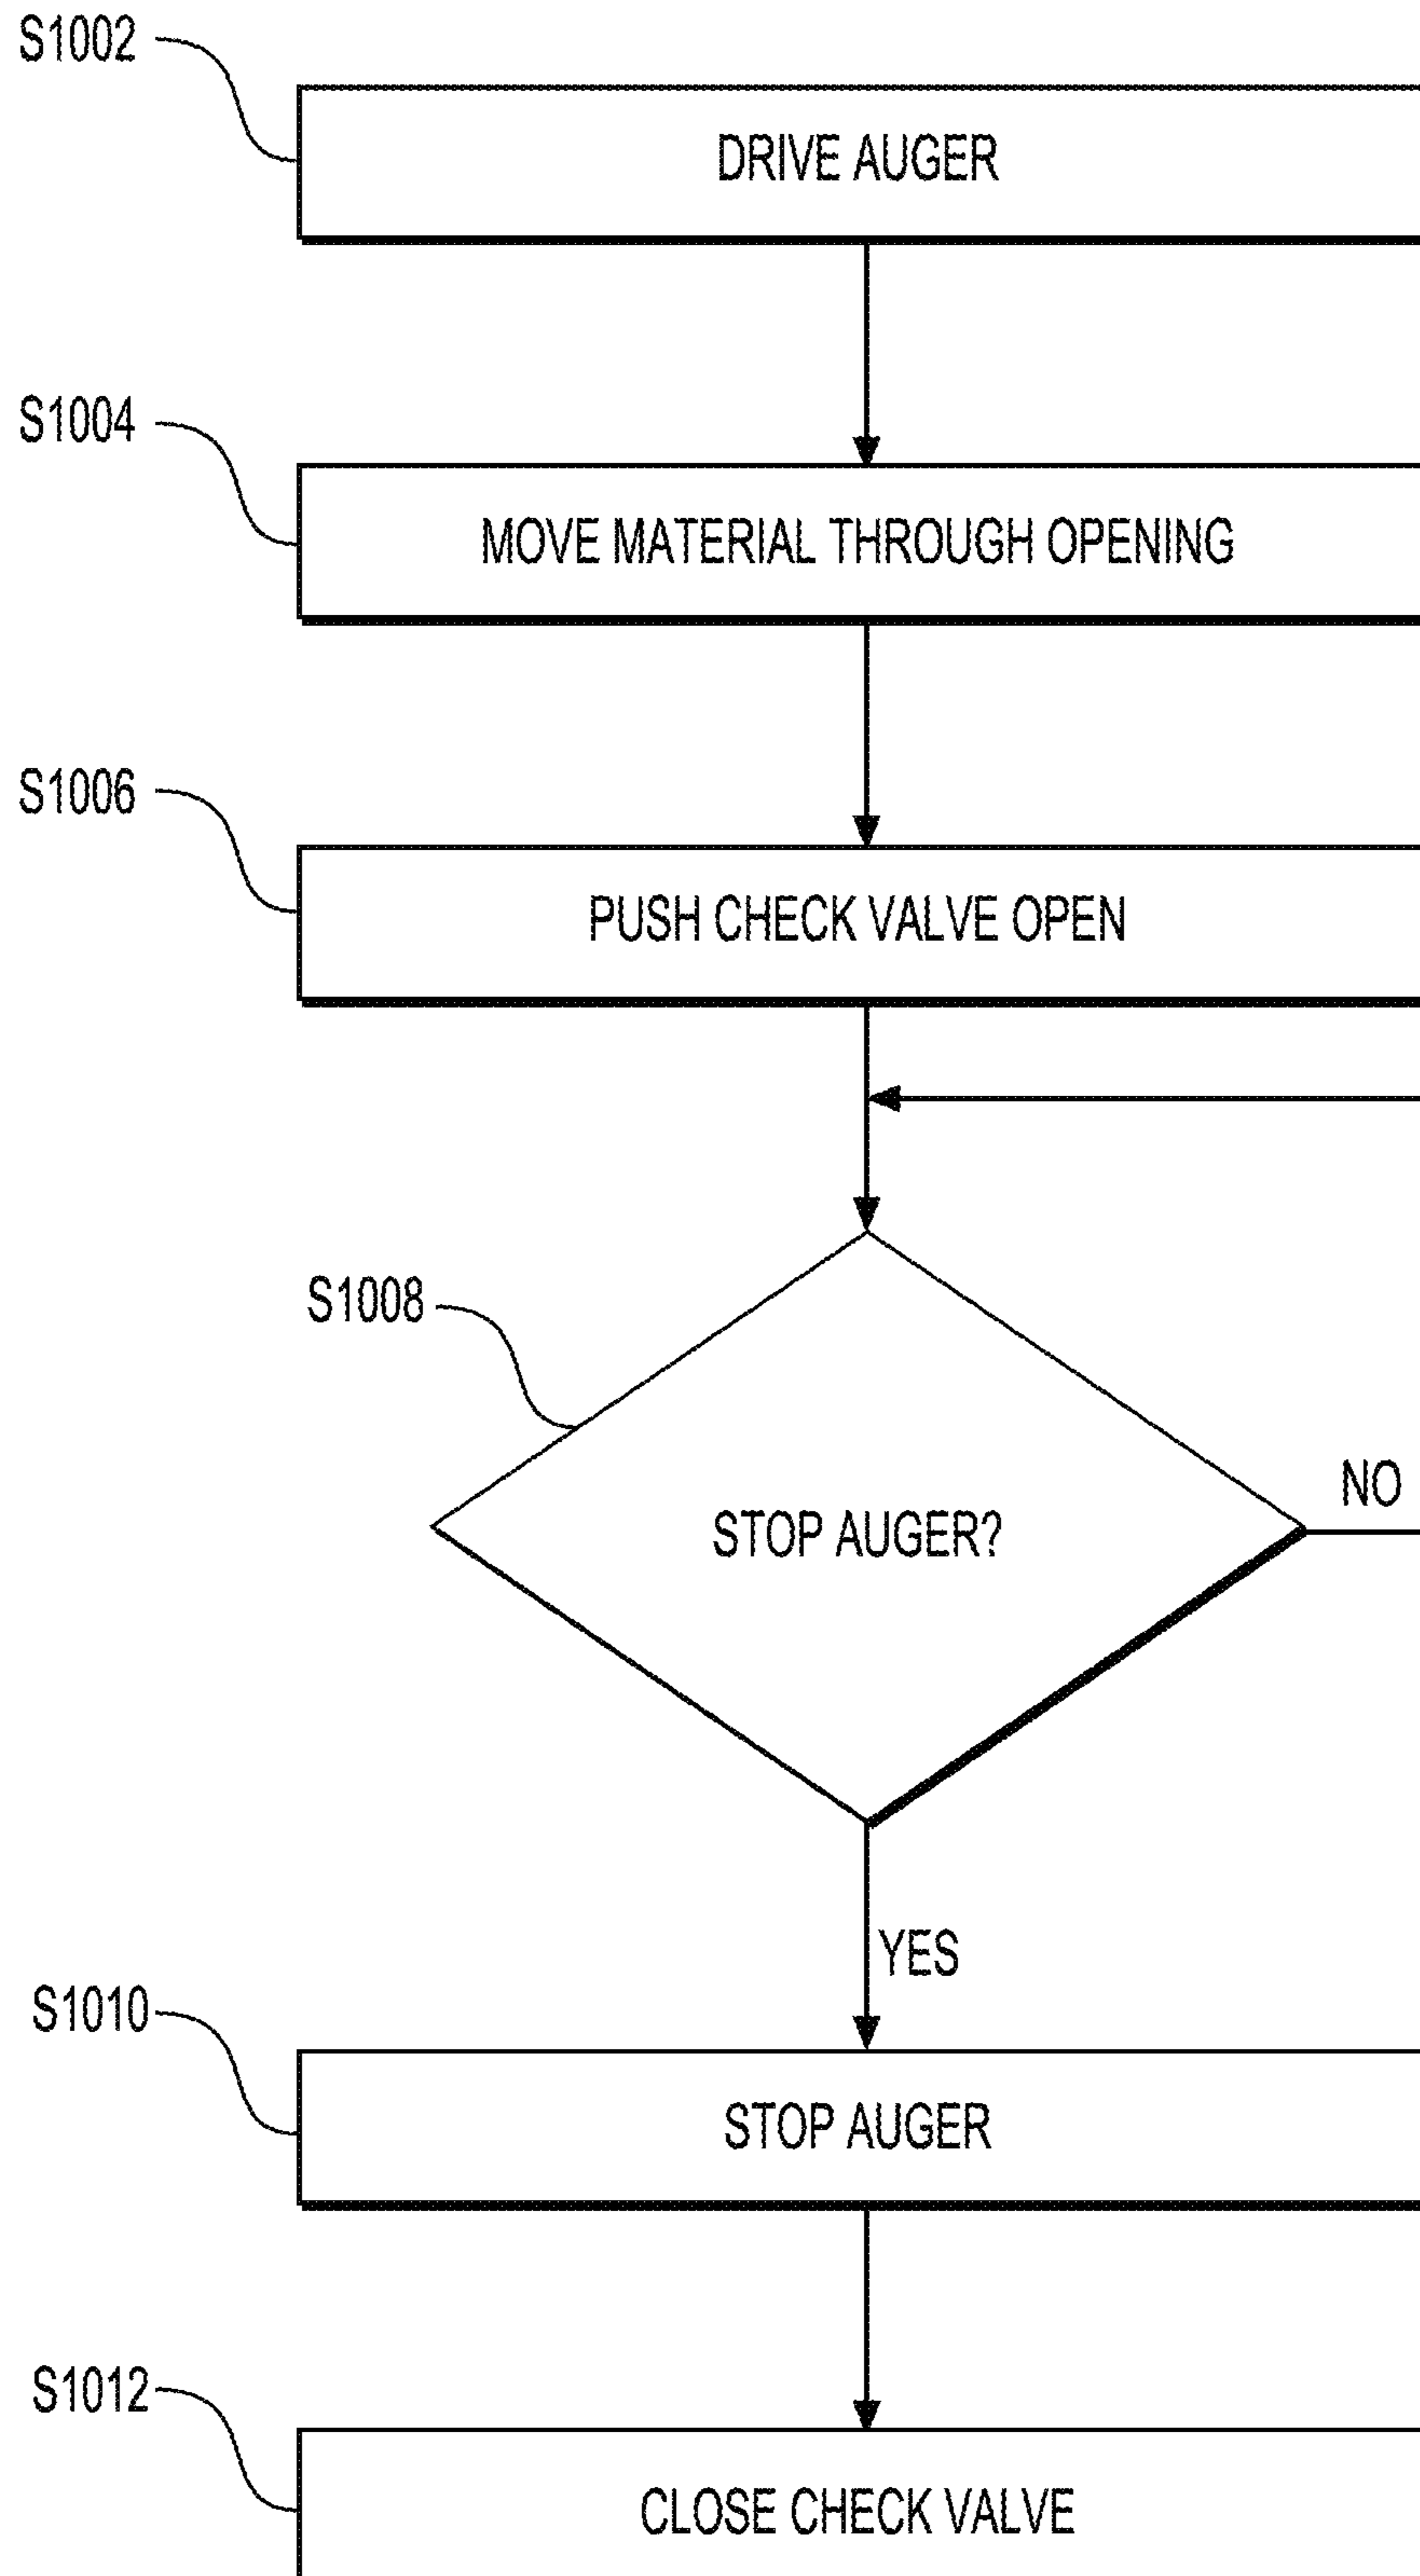 S1002
DRIVE AUGER
S1004
MOVE MATERIAL THROUGH OPENING
S1006
PUSH CHECK VALVE OPEN
S1008
STOP AUGER?
NO
YES
S1010
STOP AUGER
S1012
CLOSE CHECK VALVE